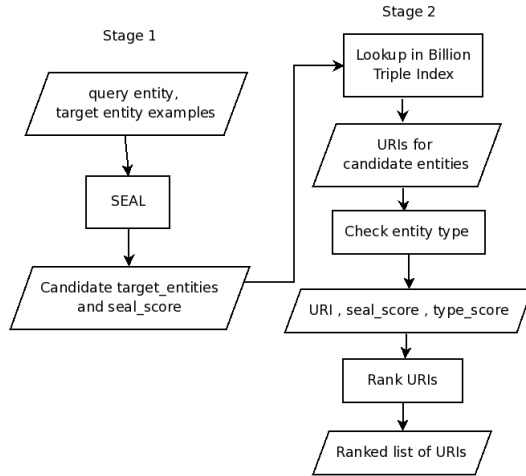 Stage 1
query entity,
target entity examples
SEAL
Candidate target_entities
and seal_score
Stage 2
Lookup in Billion
Triple Index
URIs for
candidate entities
Check entity type
URI , seal_score , type_score
Rank URIs
Ranked list of URIs